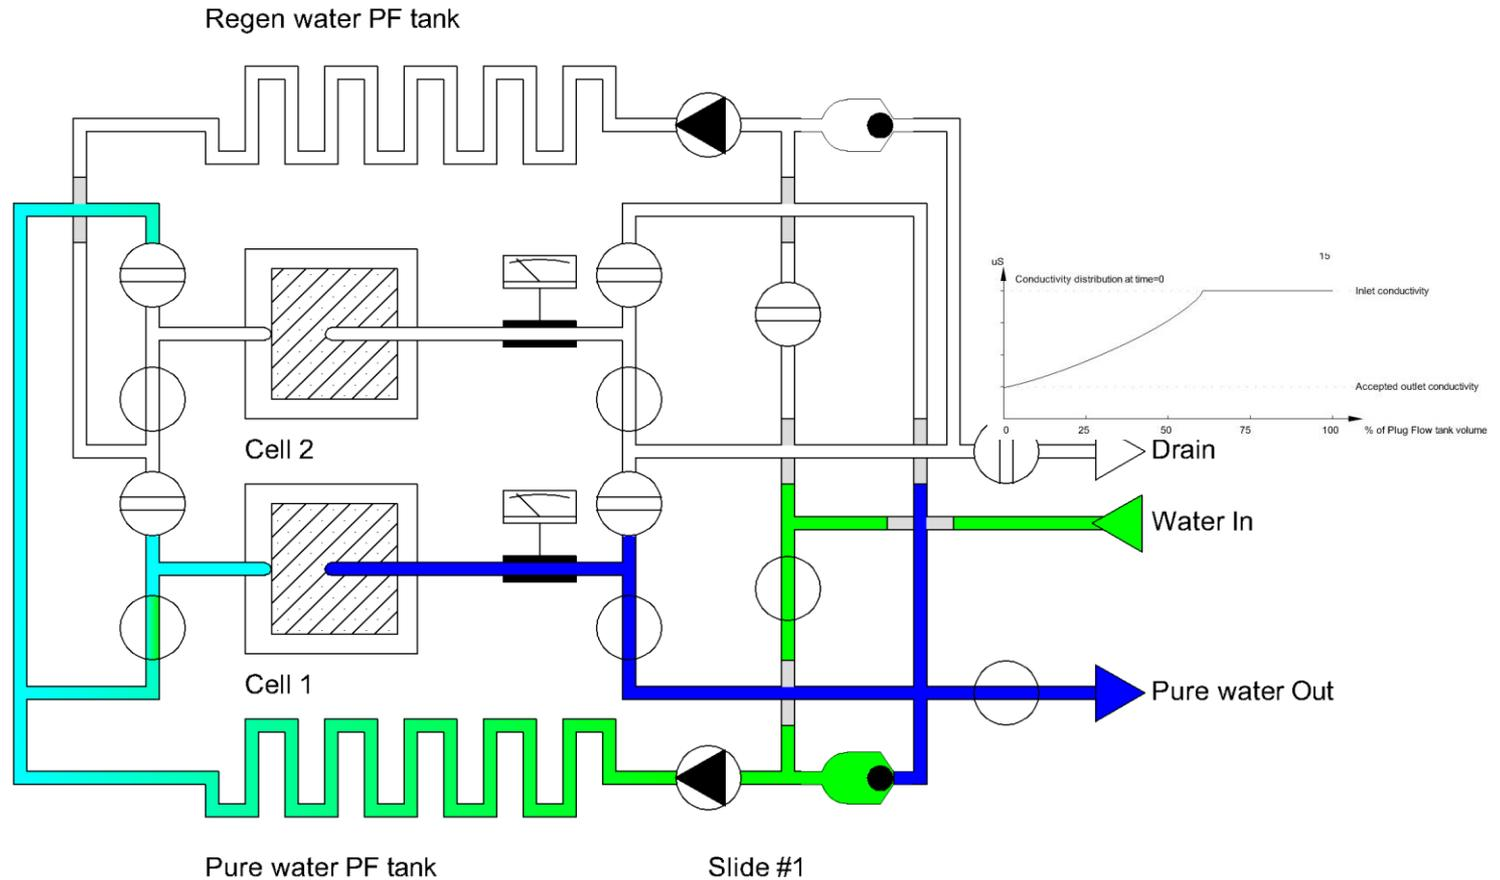 Regen water PF tank
15
uS
Conductivity distribution at time=0
Inlet conductivity
Accepted outlet conductivity
0 25 50 75 100 % of Plug Flow tank volume
Cell 2
Drain
Water In
Cell 1
Pure water Out
Pure water PF tank Slide #1